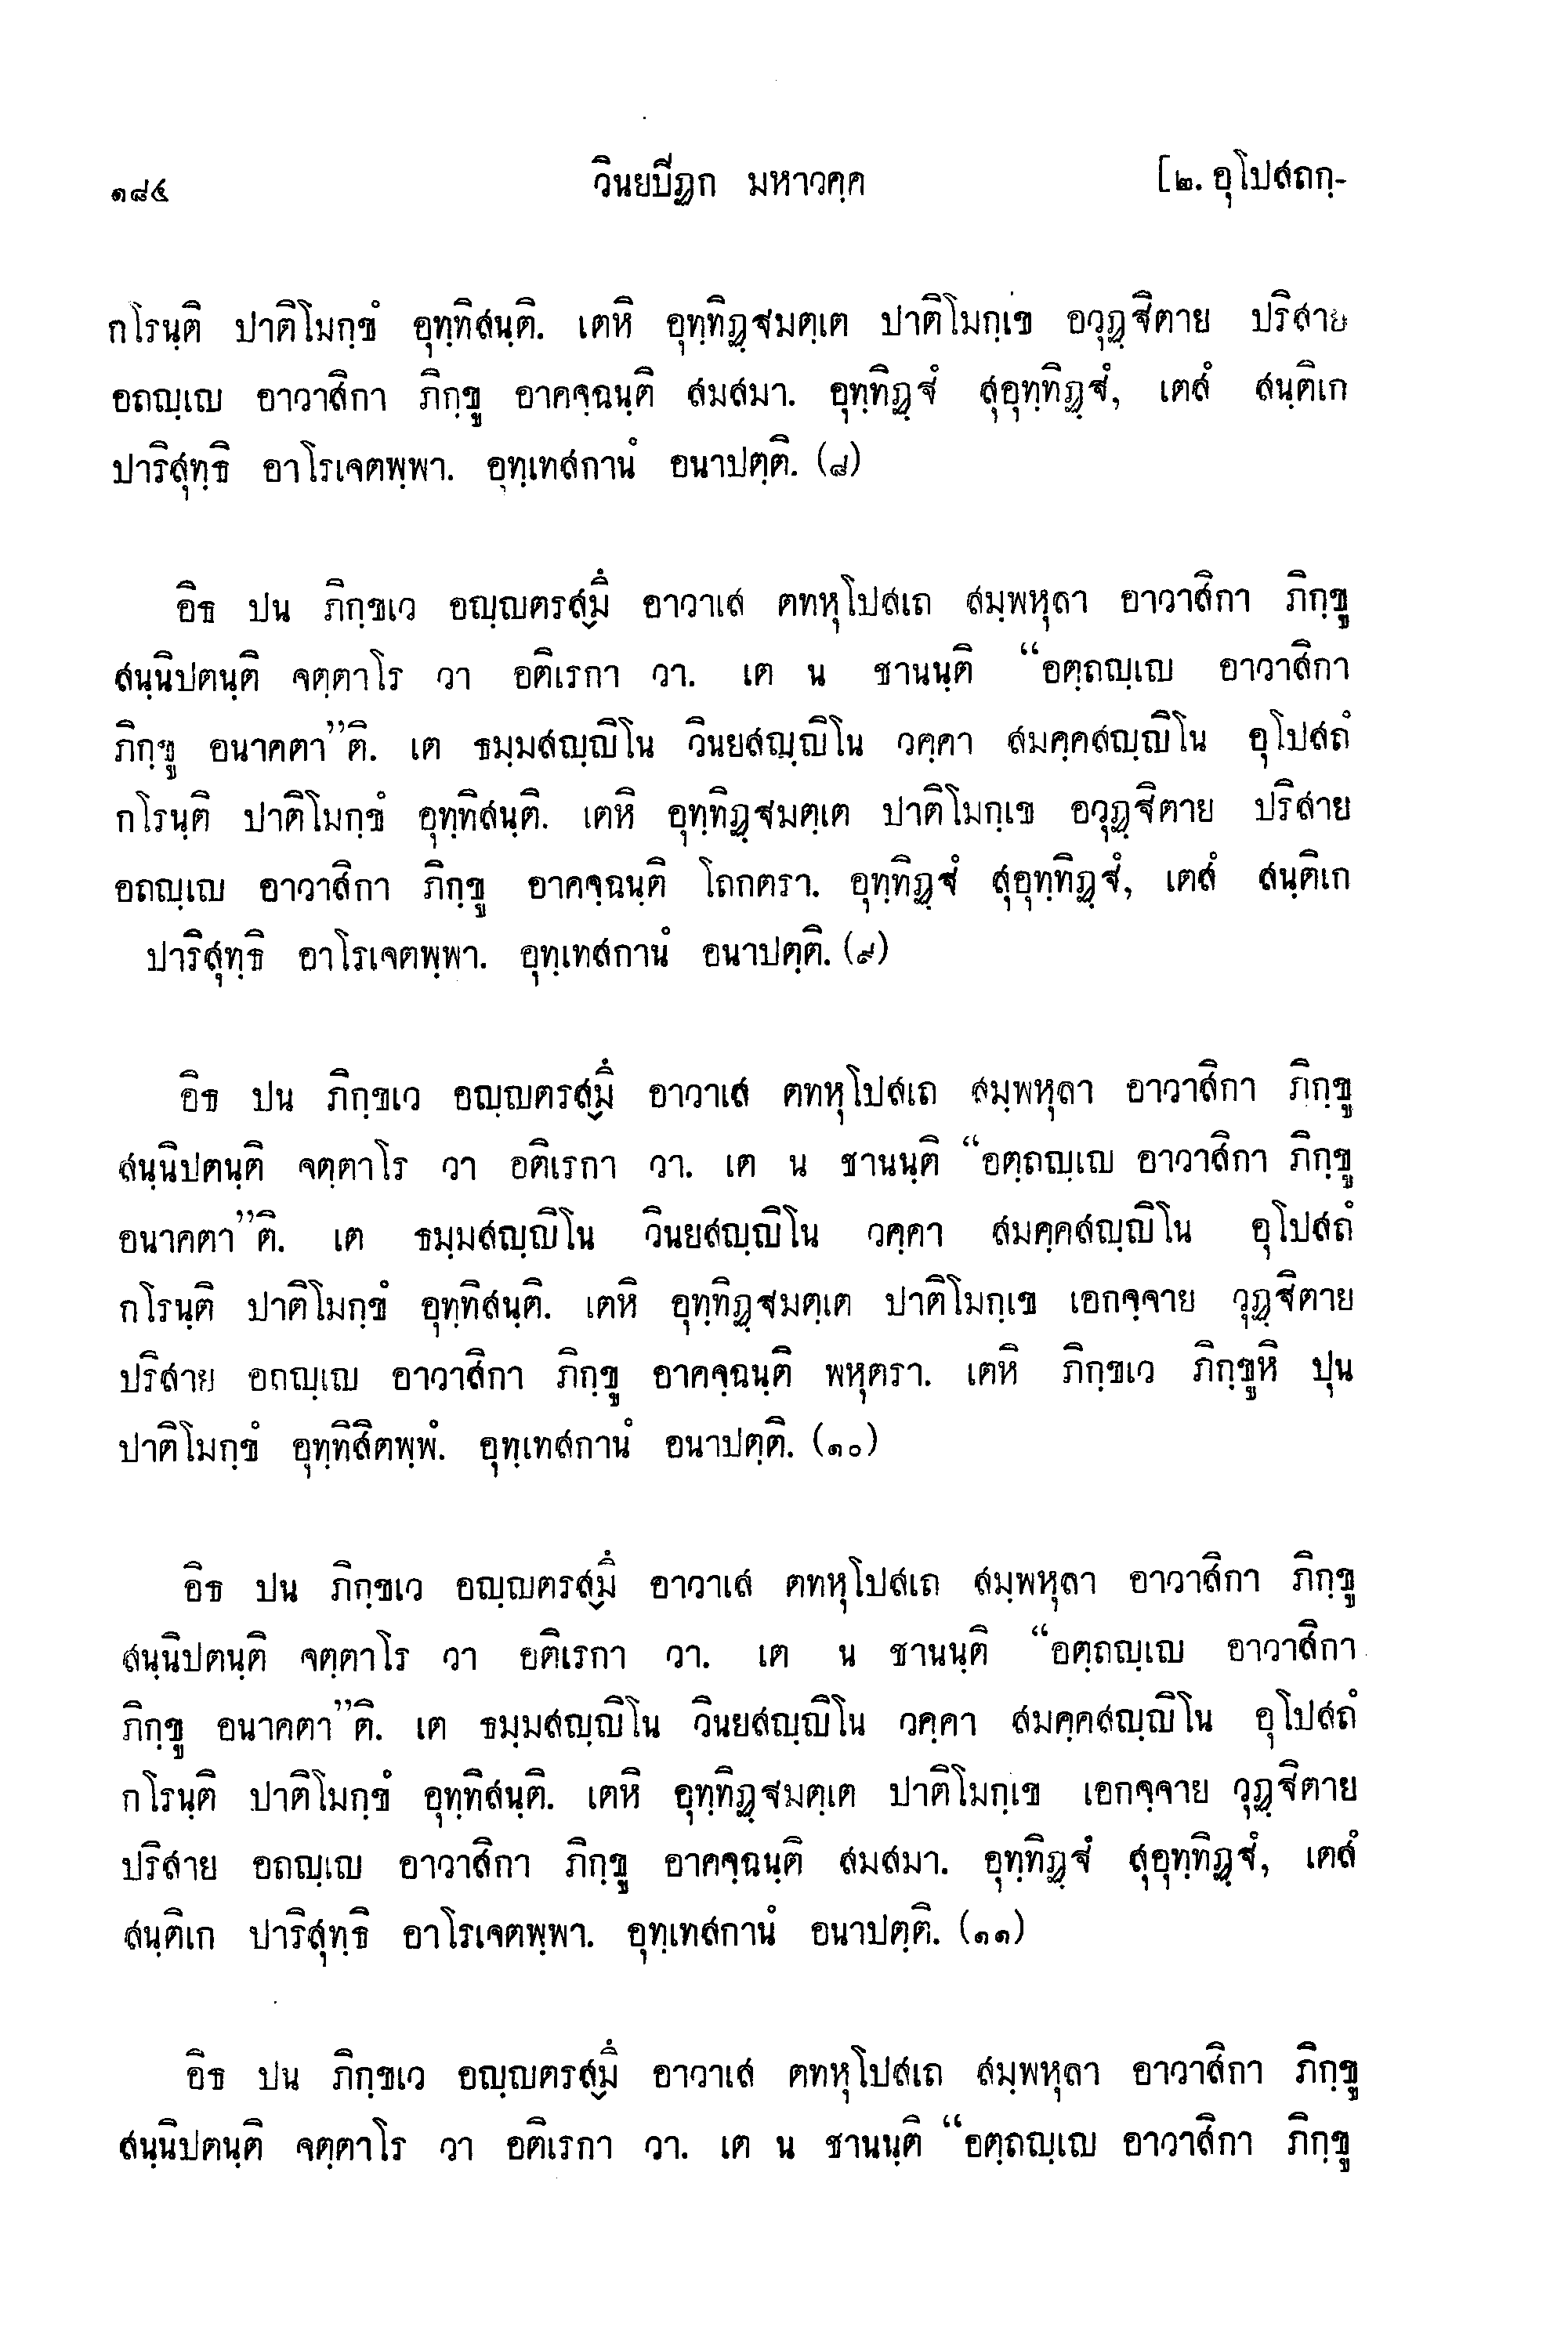 ๑๘๔ วินยปิฏก มหาวคฺค [๒. อุโปสถกฺ-
กโรนฺติ ปาติโมกฺขํ อุทฺทิสนฺติ. เตหิ อุทฺทิฏฺฐมตฺเต ปาติโมกฺเข อวุฏฺฐิตาย ปริสาย
อถญฺเญ อาวาสิกา ภิกฺขู อาคจฺฉนฺติ สมสมา. อุทฺทิฏฺฐํ สุอุทฺทิฏฺฐํ, เตสํ สนฺติเก
ปาริสุทฺธิ อาโรเจตพฺพา. อุทฺเทสกานํ อนาปตฺติ. (๘)
อิธ ปน ภิกฺขเว อญฺญตรสฺมึ อาวาเส ตทหุโปสเถ สมฺพหุลา อาวาสิกา ภิกฺขู
สนฺนิปตนฺติ จตฺตาโร วา อติเรกา วา. เต น ชานนฺติ “อตฺถญฺเญ อาวาสิกา
ภิกฺขู อนาคตา”ติ. เต ธมฺมสญฺญิโน วินยสญฺญิโน วคฺคา สมคฺคสญฺญิโน อุโปสถํ
กโรนฺติ ปาติโมกฺขํ อุทฺทิสนฺติ. เตหิ อุทฺทิฏฺฐมตฺเต ปาติโมกฺเข อวุฏฺฐิตาย ปริสาย
อถญฺเญ อาวาสิกา ภิกฺขู อาคจฺฉนฺติ โถกตรา. อุทฺทิฏฺฐํ สุอุทฺทิฏฺฐํ, เตสํ สนฺติเก
ปาริสุทฺธิ อาโรเจตพฺพา. อุทฺเทสกานํ อนาปตฺติ. (๙)
อิธ ปน ภิกฺขเว อญฺญตรสฺมึ อาวาเส ตทหุโปสเถ สมฺพหุลา อาวาสิกา ภิกฺขู
สนฺนิปตนฺติ จตฺตาโร วา อติเรกา วา. เต น ชานนฺติ “อตฺถญฺเญ อาวาสิกา ภิกฺขู
อนาคตา”ติ. เต ธมฺมสญฺญิโน วินยสญฺญิโน วคฺคา สมคฺคสญฺญิโน อุโปสถํ
กโรนฺติ ปาติโมกฺขํ อุทฺทิสนฺติ. เตหิ อุทฺทิฏฺฐมตฺเต ปาติโมกฺเข เอกจฺจาย วุฏฺฐิตาย
ปริสาย อถญฺเญ อาวาสิกา ภิกฺขู อาคจฺฉนฺติ พหุตรา. เตหิ ภิกฺขเว ภิกฺขูหิ ปุน
ปาติโมกฺขํ อุทฺทิสิตพฺพํ. อุทฺเทสกานํ อนาปตฺติ. (๑๐)
อิธ ปน ภิกฺขเว อญฺญตรสฺมึ อาวาเส ตทหุโปสเถ สมฺพหุลา อาวาสิกา ภิกฺขู
สนฺนิปตนฺติ จตฺตาโร วา อติเรกา วา. เต น ชานนฺติ “อตฺถญฺเญ อาวาสิกา
ภิกฺขู อนาคตา”ติ. เต ธมฺมสญฺญิโน วินยสญฺญิโน วคฺคา สมคฺคสญฺญิโน อุโปสถํ
กโรนฺติ ปาติโมกฺขํ อุทฺทิสนฺติ. เตหิ อุทฺทิฏฺฐมตฺเต ปาติโมกฺเข เอกจฺจาย วุฏฺฐิตาย
ปริสาย อถญฺเญ อาวาสิกา ภิกฺขู อาคจฺฉนฺติ สมสมา. อุทฺทิฏฺฐํ สุอุทฺทิฏฺฐํ, เตสํ
สนฺติเก ปาริสุทฺธิ อาโรเจตพฺพา. อุทฺเทสกานํ อนาปตฺติ. (๑๑)
อิธ ปน ภิกฺขเว อญฺญตรสฺมึ อาวาเส ตทหุโปสเถ สมฺพหุลา อาวาสิกา ภิกฺขู
สนฺนิปตนฺติ จตฺตาโร วา อติเรกา วา. เต น ชานนฺติ “อตฺถญฺเญ อาวาสิกา ภิกฺขู